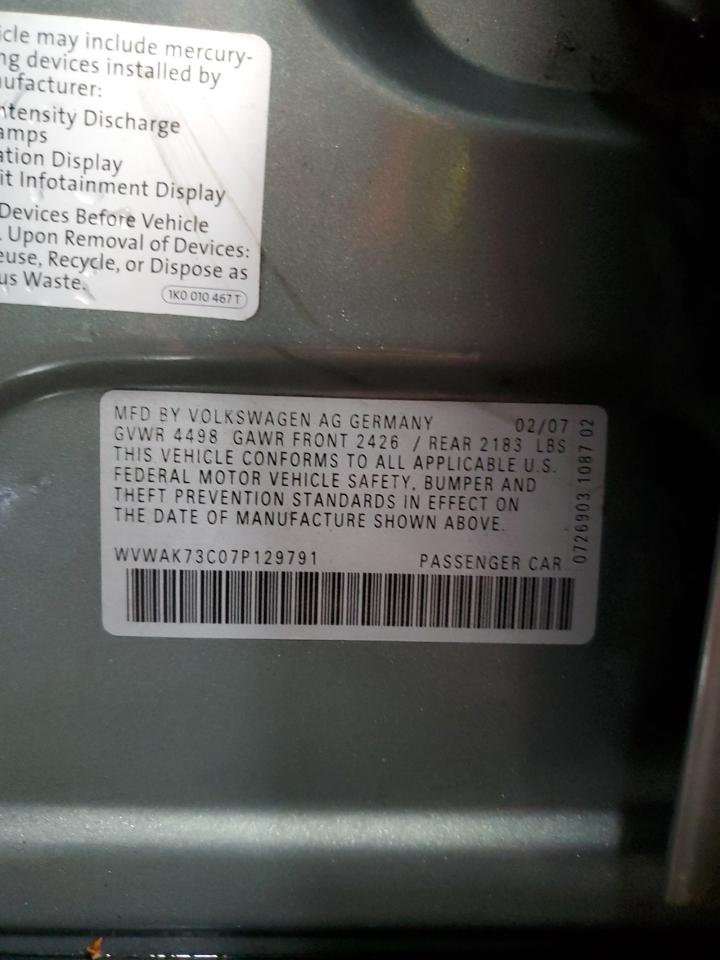 icle may include mercury-
ng devices installed by
nufacturer:
ntensity Discharge
amps
ation Display
it Infotainment Display
Devices Before Vehicle
. Upon Removal of Devices:
euse, Recycle, or Dispose as
us Waste.
1K0 010 467 T
MFD BY VOLKSWAGEN AG GERMANY 02/07
GVWR 4498 GAWR FRONT 2426 / REAR 2183 LBS
THIS VEHICLE CONFORMS TO ALL APPLICABLE U.S.
FEDERAL MOTOR VEHICLE SAFETY, BUMPER AND
THEFT PREVENTION STANDARDS IN EFFECT ON
THE DATE OF MANUFACTURE SHOWN ABOVE.
WVWAK73C07P129791 PASSENGER CAR
0726903 1087 02